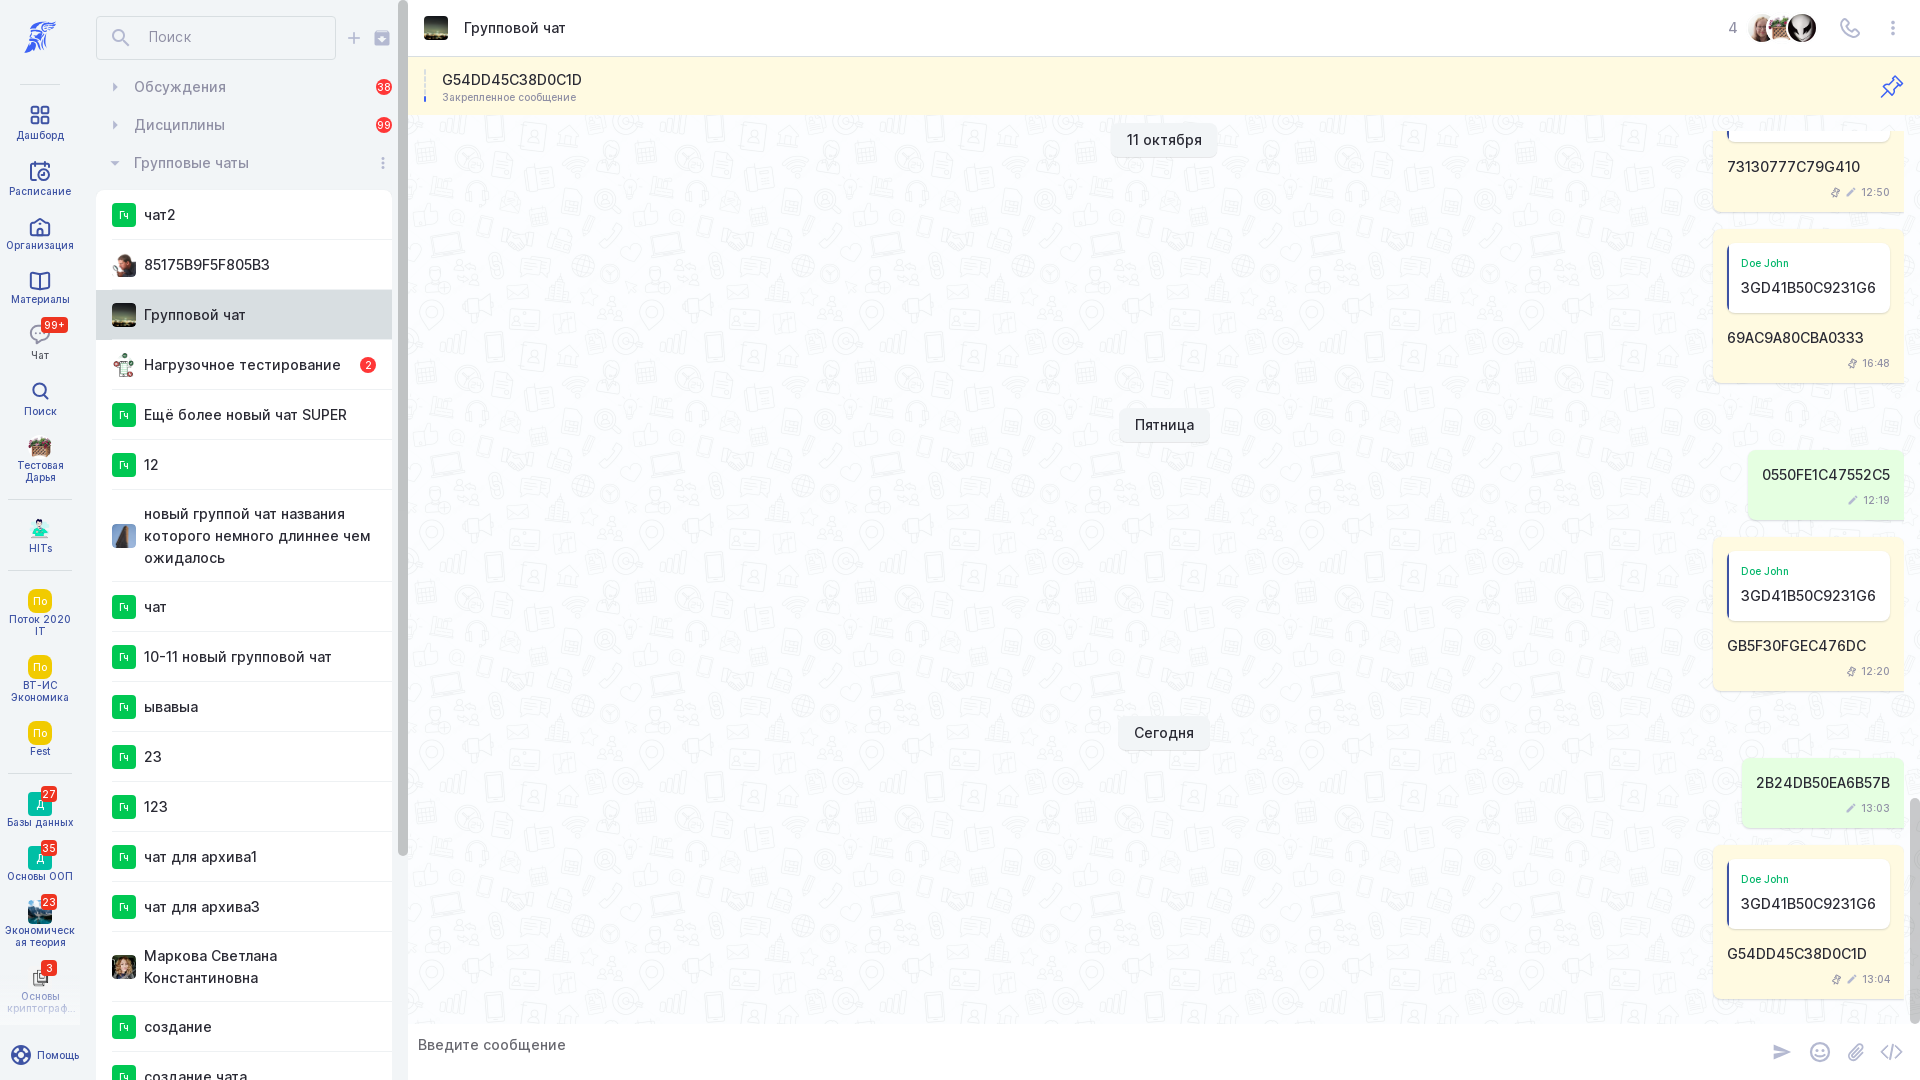 Дашборд
Расписание
Организация
Материалы
99+
Чат
Поиск
Тестовая
Дарья
HITs
По
Поток 2020
IT
По
ВТ-ИС
Экономика
По
Fest
27
Д
Базы данных
35
Д
Основы ООП
23
Экономическ
ая теория
3
Основы
криптограф...
Помощь
Поиск
Обсуждения
38
Дисциплины
99
Групповые чаты
Гч
чат2
85175B9F5F805B3
Групповой чат
Нагрузочное тестирование
2
Гч
Ещё более новый чат SUPER
Гч
12
новый группой чат названия
которого немного длиннее чем
ожидалось
Гч
чат
Гч
10-11 новый групповой чат
Гч
ывавыа
Гч
23
Гч
123
Гч
чат для архива1
Гч
чат для архива3
Маркова Светлана
Константиновна
Гч
создание
Гч
создание чата
Групповой чат
4
G54DD45C38D0C1D
Закрепленное сообщение
11 октября
73130777C79G410
12:50
Doe John
3GD41B50C9231G6
69AC9A80CBA0333
16:48
Пятница
0550FE1C47552C5
12:19
Doe John
3GD41B50C9231G6
GB5F30FGEC476DC
12:20
Сегодня
2B24DB50EA6B57B
13:03
Doe John
3GD41B50C9231G6
G54DD45C38D0C1D
13:04
Введите сообщение